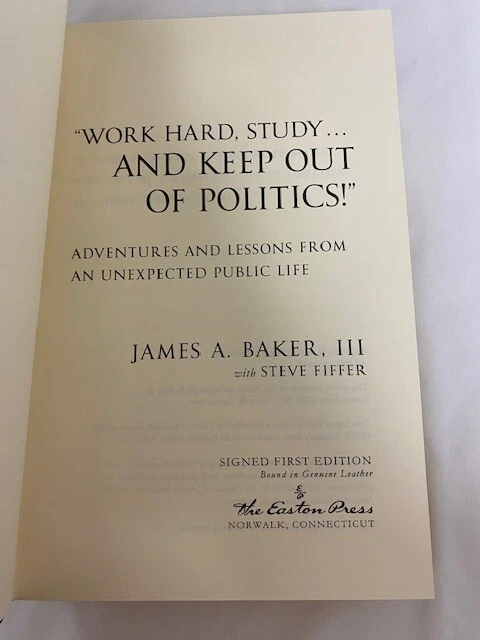 "WORK HARD, STUDY...
AND KEEP OUT
OF POLITICS!"
ADVENTURES AND LESSONS FROM
AN UNEXPECTED PUBLIC LIFE
JAMES A. BAKER, III
with STEVE FIFFER
SIGNED FIRST EDITION
Bound in Genuine Leather
The Easton Press
NORWALK, CONNECTICUT